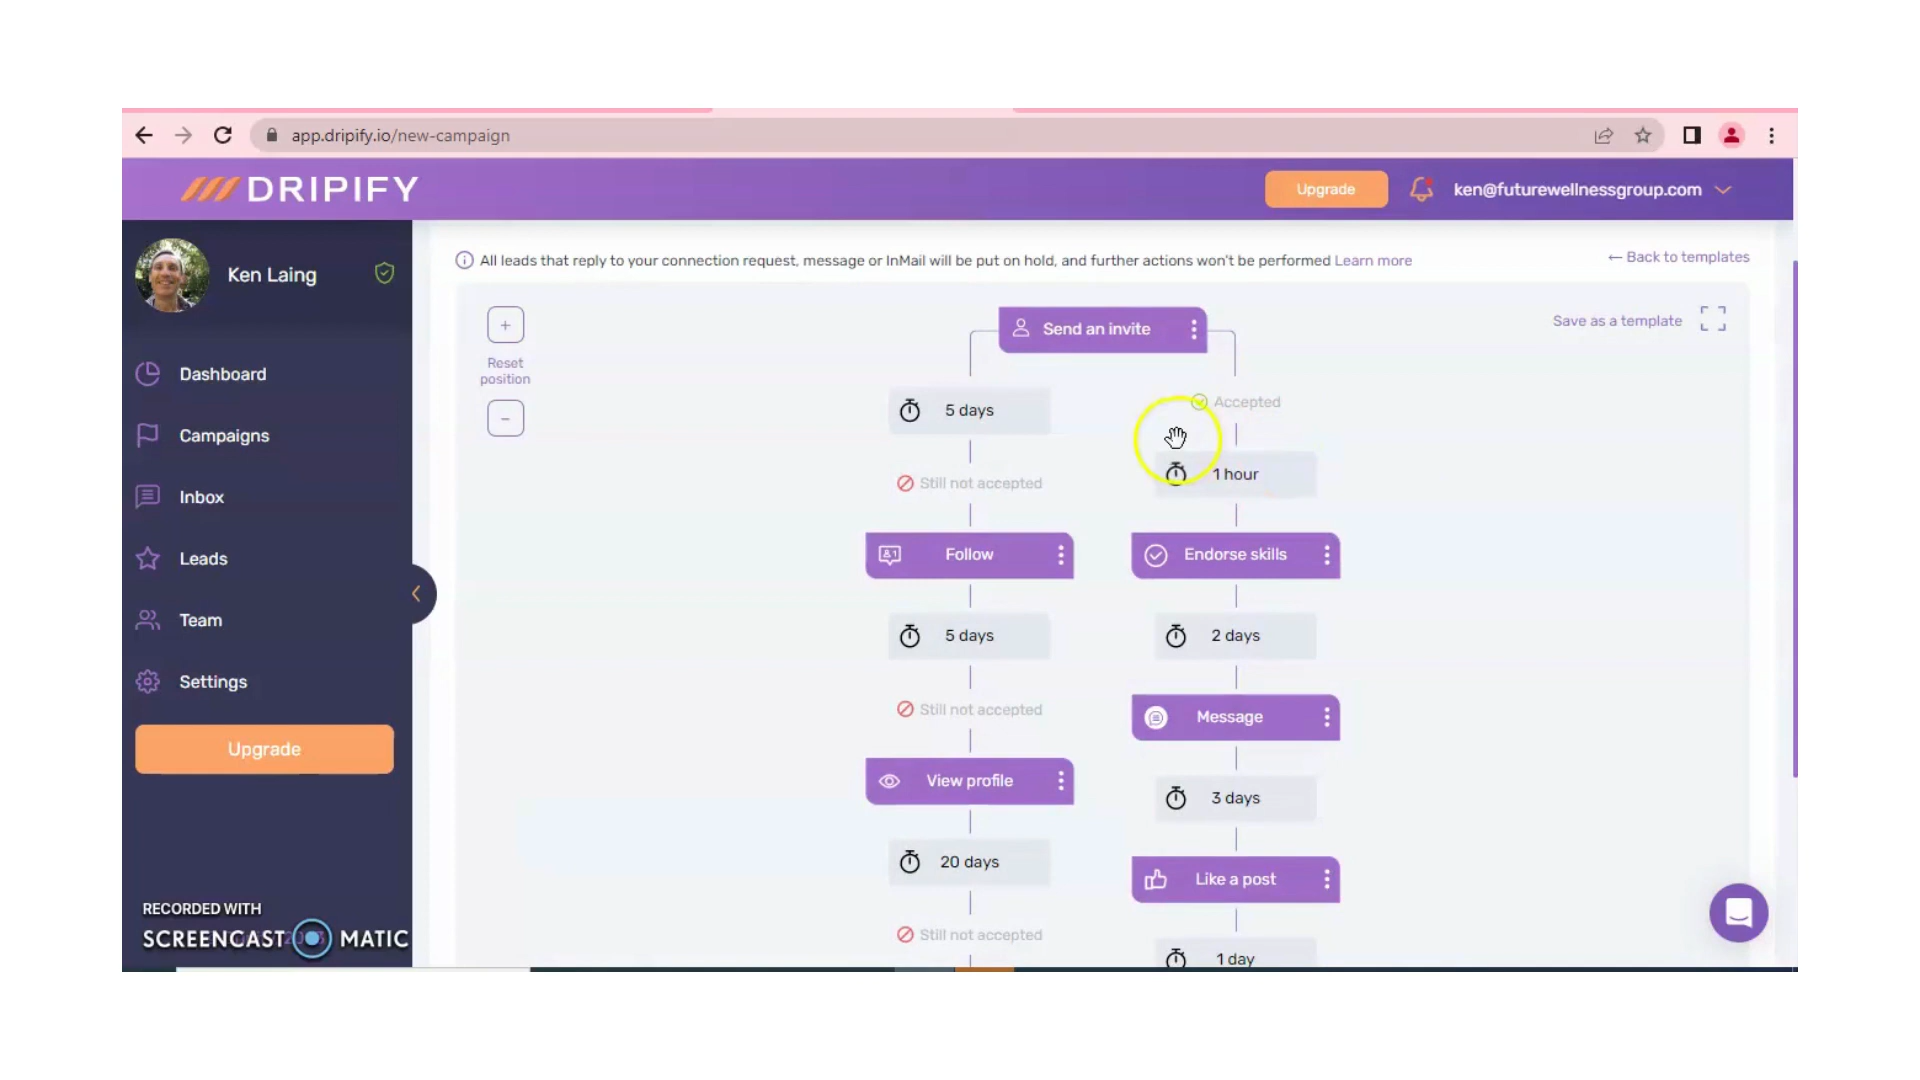 app.dripify.io/new-campaign
DRIPIFY
Upgrade
ken@futurewellnessgroup.com
Ken Laing
Dashboard
Campaigns
Inbox
Leads
Team
Settings
Upgrade
RECORDED WITH
SCREENCAST MATIC
All leads that reply to your connection request, message or InMail will be put on hold, and further actions won't be performed Learn more
← Back to templates
+
Reset
position
-
Save as a template
Send an invite
5 days
Still not accepted
Follow
5 days
Still not accepted
View profile
20 days
Still not accepted
Accepted
1 hour
Endorse skills
2 days
Message
3 days
Like a post
1 day